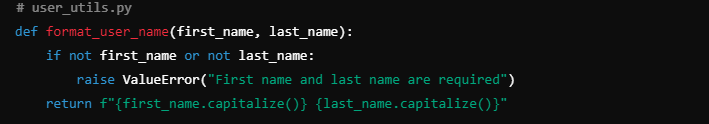 # user_utils.py
def format_user_name(first_name, last_name):
    if not first_name or not last_name:
        raise ValueError("First name and last name are required")
    return f"{first_name.capitalize()} {last_name.capitalize()}"